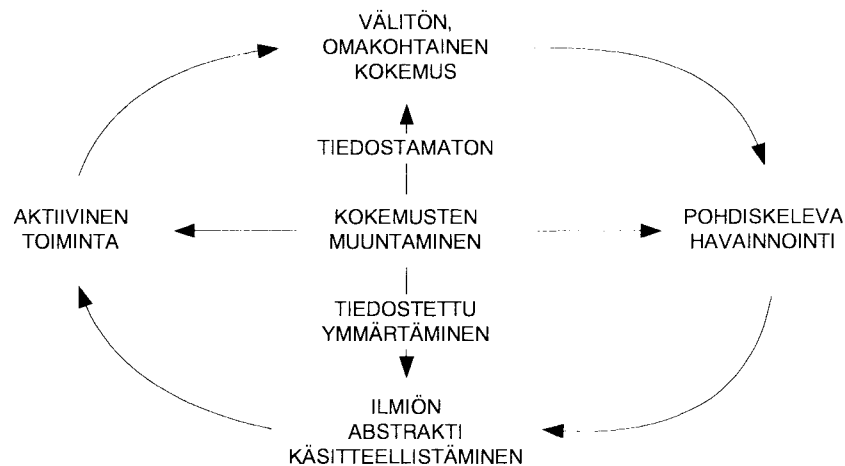 VÄLITÖN,
OMAKOHTAINEN
KOKEMUS
TIEDOSTAMATON
AKTIIVINEN
TOIMINTA
KOKEMUSTEN
MUUNTAMINEN
POHDISKELEVA
HAVAINNOINTI
TIEDOSTETTU
YMMÄRTÄMINEN
ILMIÖN
ABSTRAKTI
KÄSITTEELLISTÄMINEN